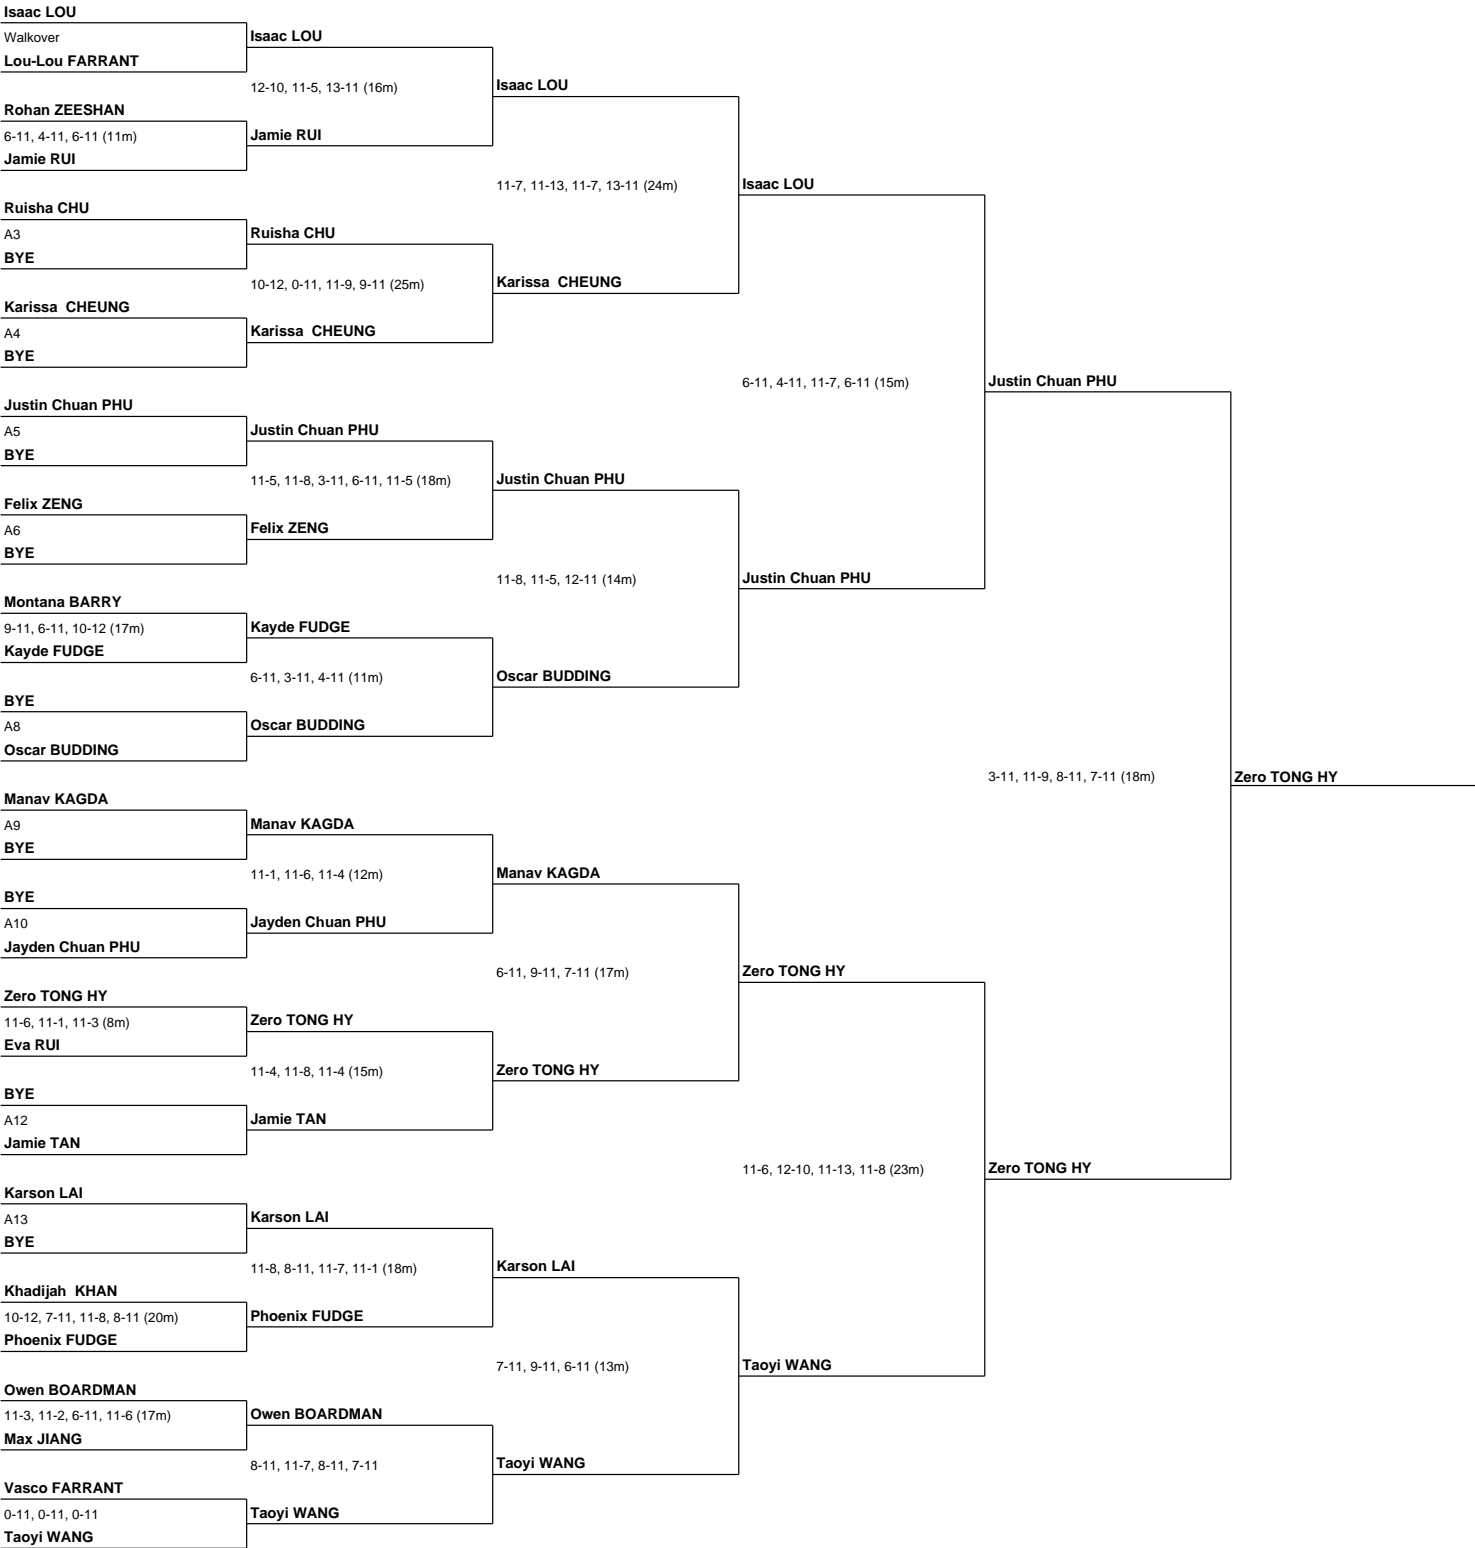 Isaac LOU
Walkover
Lou-Lou FARRANT
Rohan ZEESHAN
6-11, 4-11, 6-11 (11m)
Jamie RUI
Ruisha CHU
A3
BYE
Karissa  CHEUNG
A4
BYE
Justin Chuan PHU
A5
BYE
Felix ZENG
A6
BYE
Montana BARRY
9-11, 6-11, 10-12 (17m)
Kayde FUDGE
BYE
A8
Oscar BUDDING
Manav KAGDA
A9
BYE
BYE
A10
Jayden Chuan PHU
Zero TONG HY
11-6, 11-1, 11-3 (8m)
Eva RUI
BYE
A12
Jamie TAN
Karson LAI
A13
BYE
Khadijah  KHAN
10-12, 7-11, 11-8, 8-11 (20m)
Phoenix FUDGE
Owen BOARDMAN
11-3, 11-2, 6-11, 11-6 (17m)
Max JIANG
Vasco FARRANT
0-11, 0-11, 0-11
Taoyi WANG
Isaac LOU
12-10, 11-5, 13-11 (16m)
Jamie RUI
Ruisha CHU
10-12, 0-11, 11-9, 9-11 (25m)
Karissa  CHEUNG
Justin Chuan PHU
11-5, 11-8, 3-11, 6-11, 11-5 (18m)
Felix ZENG
Kayde FUDGE
6-11, 3-11, 4-11 (11m)
Oscar BUDDING
Manav KAGDA
11-1, 11-6, 11-4 (12m)
Jayden Chuan PHU
Zero TONG HY
11-4, 11-8, 11-4 (15m)
Jamie TAN
Karson LAI
11-8, 8-11, 11-7, 11-1 (18m)
Phoenix FUDGE
Owen BOARDMAN
8-11, 11-7, 8-11, 7-11
Taoyi WANG
Isaac LOU
11-7, 11-13, 11-7, 13-11 (24m)
Karissa  CHEUNG
Justin Chuan PHU
11-8, 11-5, 12-11 (14m)
Oscar BUDDING
Manav KAGDA
6-11, 9-11, 7-11 (17m)
Zero TONG HY
Karson LAI
7-11, 9-11, 6-11 (13m)
Taoyi WANG
Isaac LOU
6-11, 4-11, 11-7, 6-11 (15m)
Justin Chuan PHU
Zero TONG HY
11-6, 12-10, 11-13, 11-8 (23m)
Taoyi WANG
Justin Chuan PHU
3-11, 11-9, 8-11, 7-11 (18m)
Zero TONG HY
Zero TONG HY